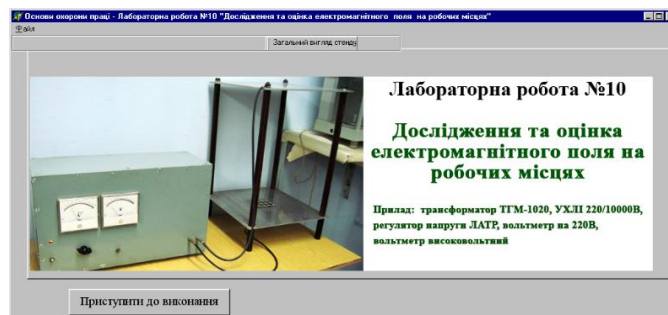 Основи охорони праці - Лабораторна робота №10 "Дослідження та оцінка електромагнітного поля на робочих місцях"
Файл
Загальний вигляд стенду
Лабораторна робота №10
Дослідження та оцінка
електромагнітного поля на
робочих місцях
Прилад: трансформатор ТГМ-1020, УХЛІ 220/10000В,
регулятор напруги ЛАТР, вольтметр на 220В,
вольтметр високовольтний
Приступити до виконання